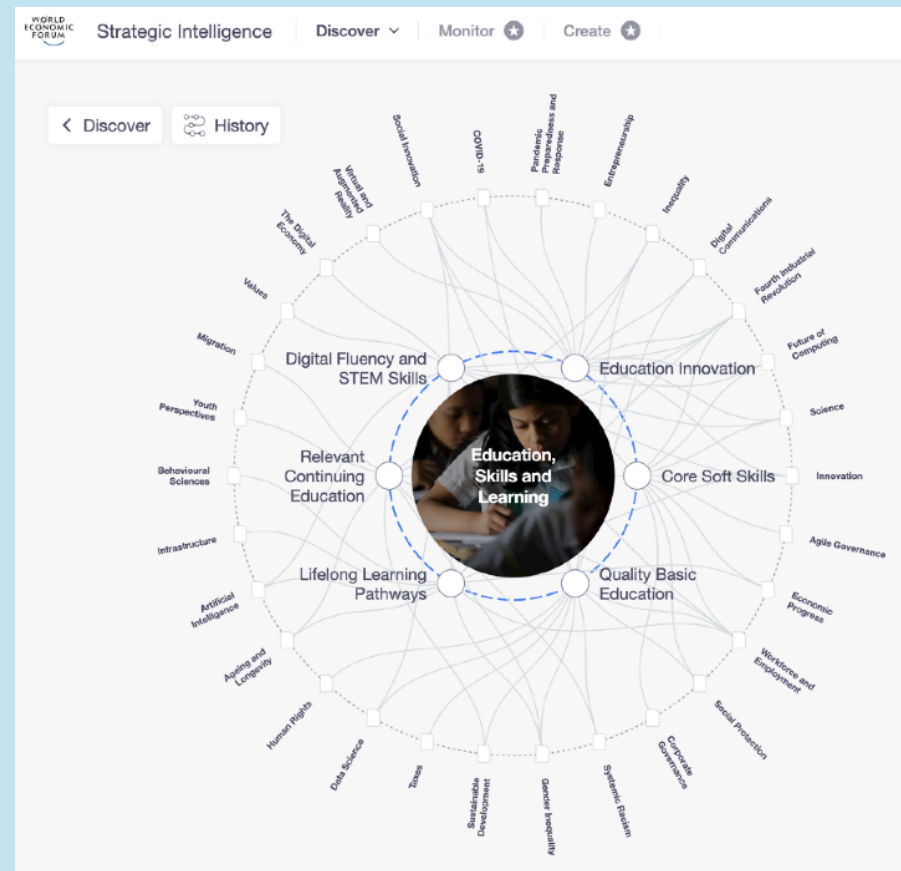 WORLD
ECONOMIC
FORUM
Strategic Intelligence
Discover
Monitor
Create
Discover
History
Social Innovation
COVID-19
Pandemic
Preparedness and
Response
Entrepreneurship
Inequality
Digital
Communications
Fourth Industrial
Revolution
Future of
Computing
Science
Innovation
Agile Governance
Economic
Progress
Workforce and
Employment
Social Protection
Corporate
Governance
Systemic Racism
Gender Inequality
Sustainable
Development
Taxes
Data Science
Human Rights
Ageing and
Longevity
Artificial
Intelligence
Infrastructure
Behavioural
Sciences
Youth
Perspectives
Migration
Values
The Digital
Economy
Virtual and
Augmented
Reality
Digital Fluency and
STEM Skills
Education Innovation
Relevant
Continuing
Education
Education,
Skills and
Learning
Core Soft Skills
Lifelong Learning
Pathways
Quality Basic
Education